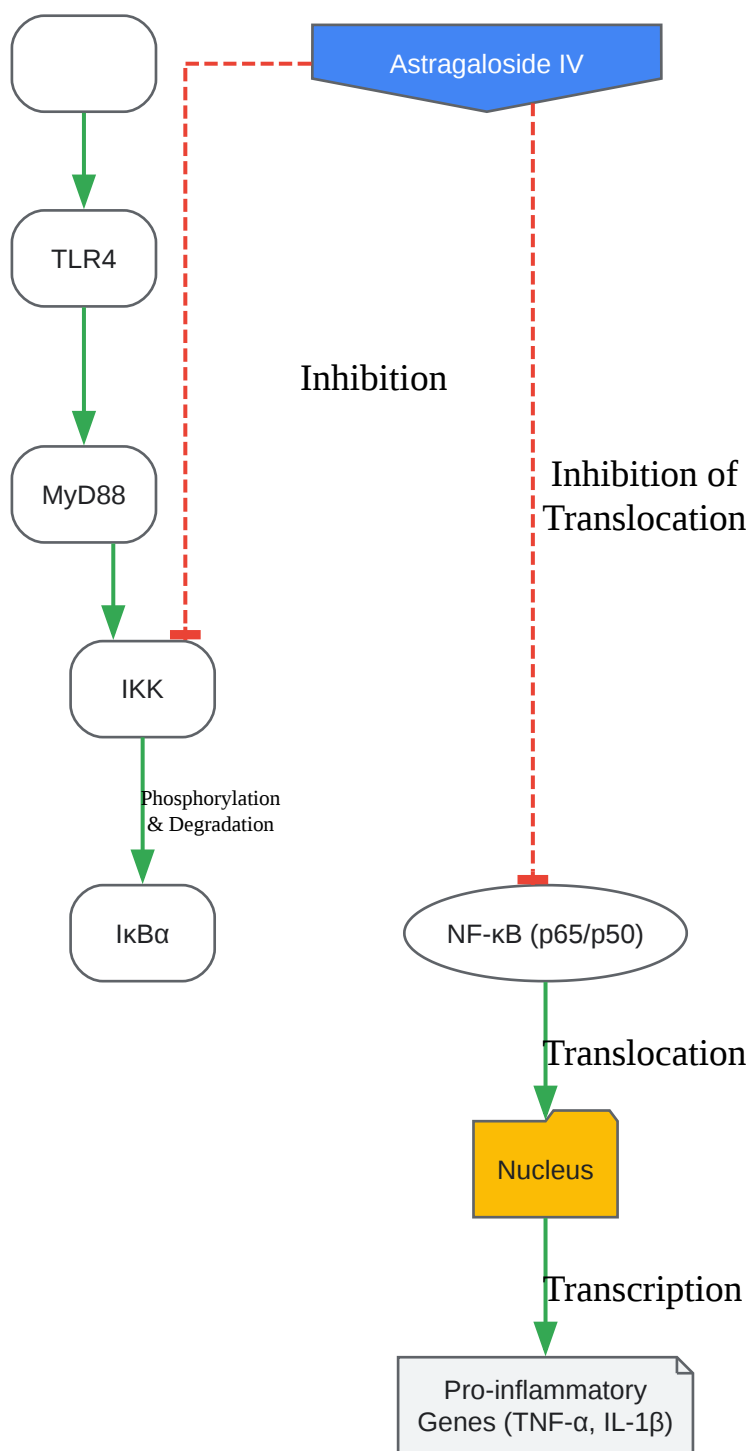 Astragaloside IV
TLR4
Inhibition
Inhibition of
Translocation
MyD88
IKK
Phosphorylation
& Degradation
IκBα
NF-κB (p65/p50)
Translocation
Nucleus
Transcription
Pro-inflammatory
Genes (TNF-α, IL-1β)